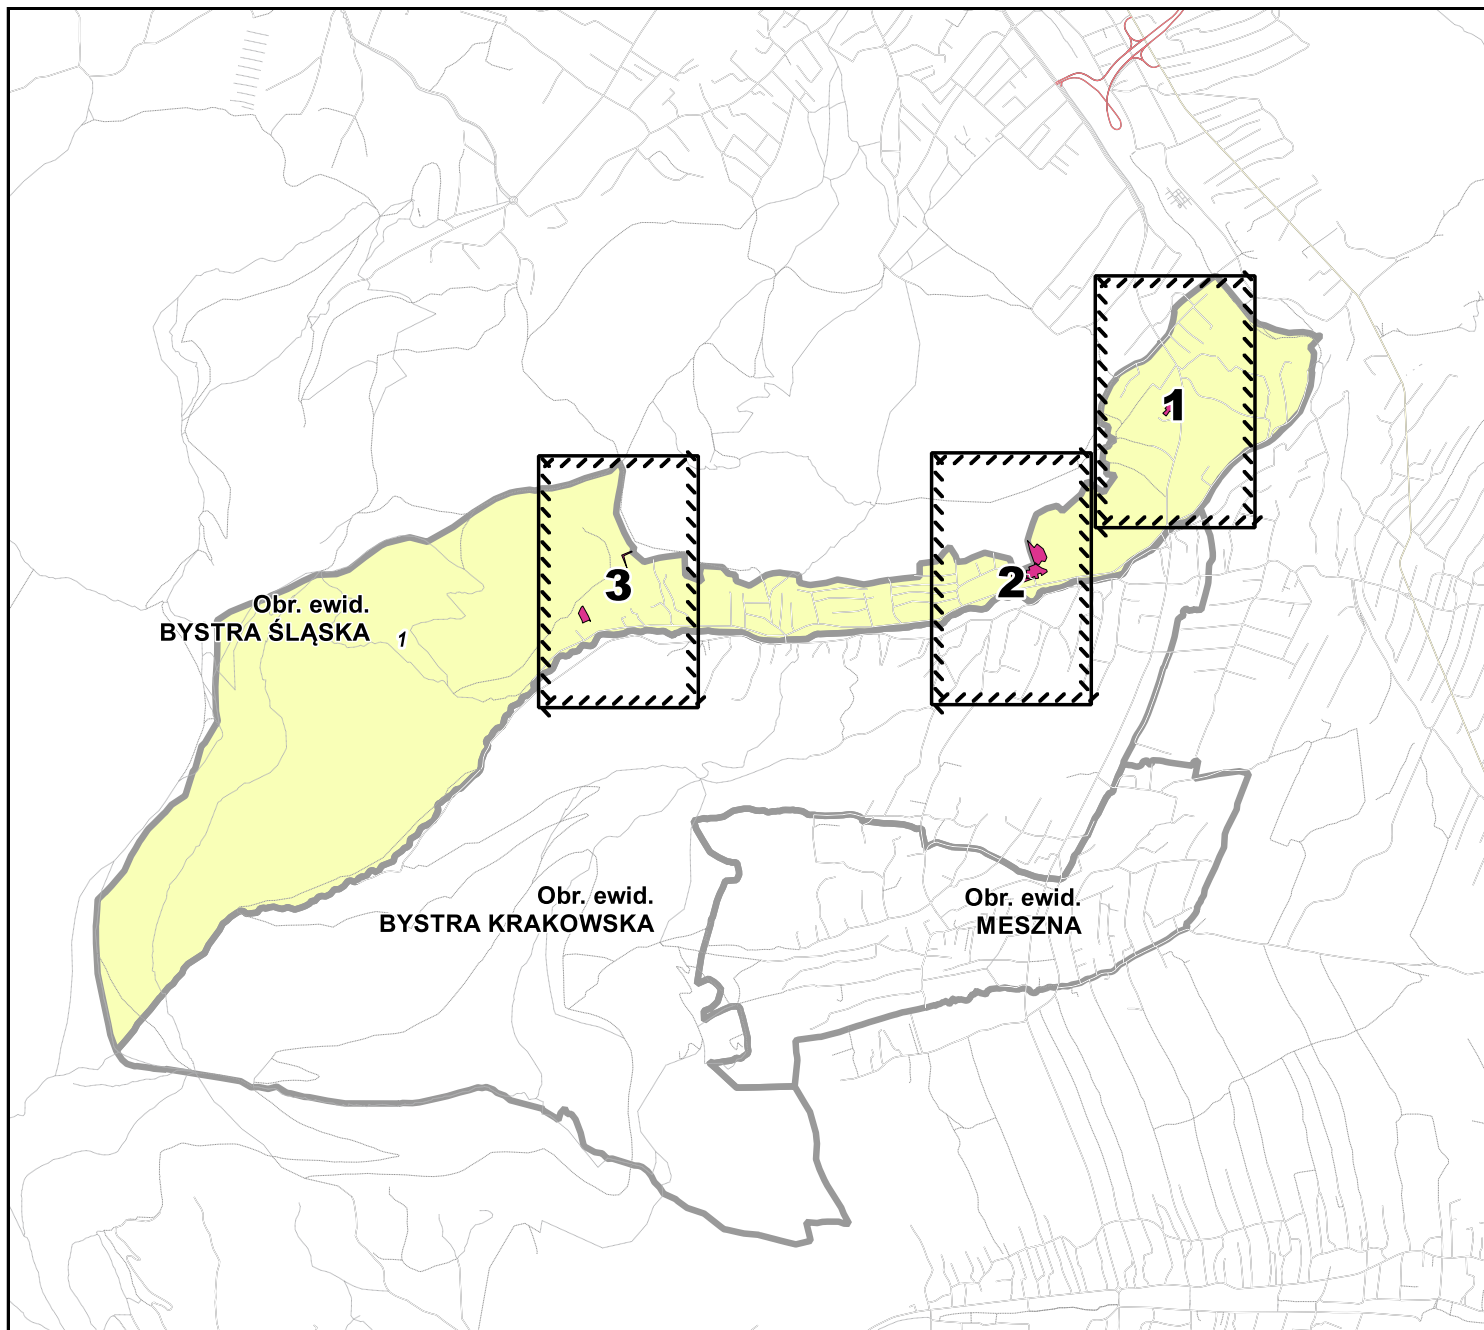 1
2
3
Obr. ewid.
BYSTRA ŚLĄSKA
1
Obr. ewid.
BYSTRA KRAKOWSKA
Obr. ewid.
MESZNA